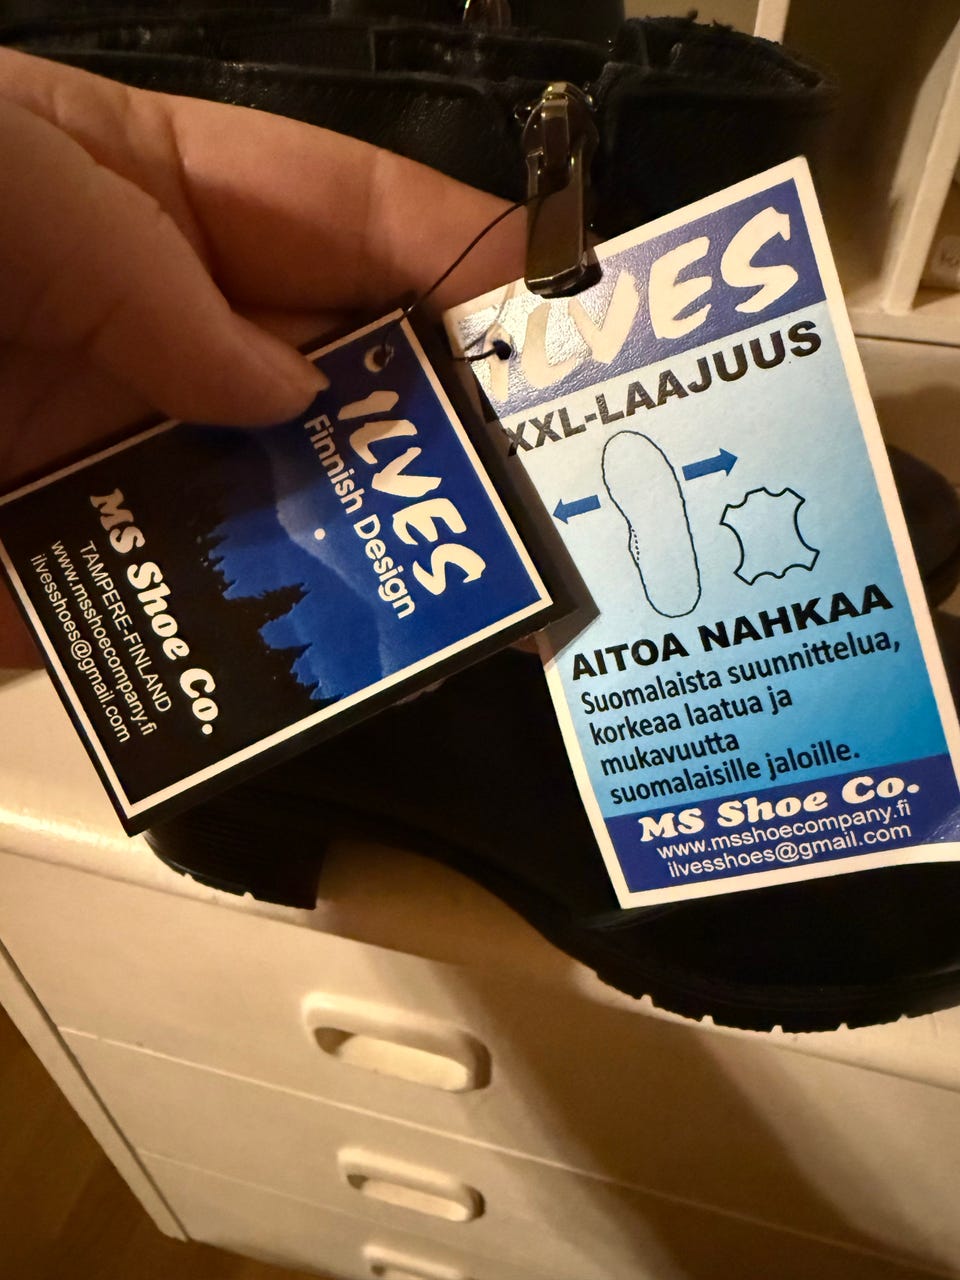 ILVES
Finnish Design
MS Shoe Co.
TAMPERE-FINLAND
www.msshoecompany.fi
ilvesshoes@gmail.com
ILVES
XXL-LAAJUUS
AITOA NAHKAA
Suomalaista suunnittelua,
korkeaa laatua ja
mukavuutta
suomalaisille jaloille.
MS Shoe Co.
www.msshoecompany.fi
ilvesshoes@gmail.com